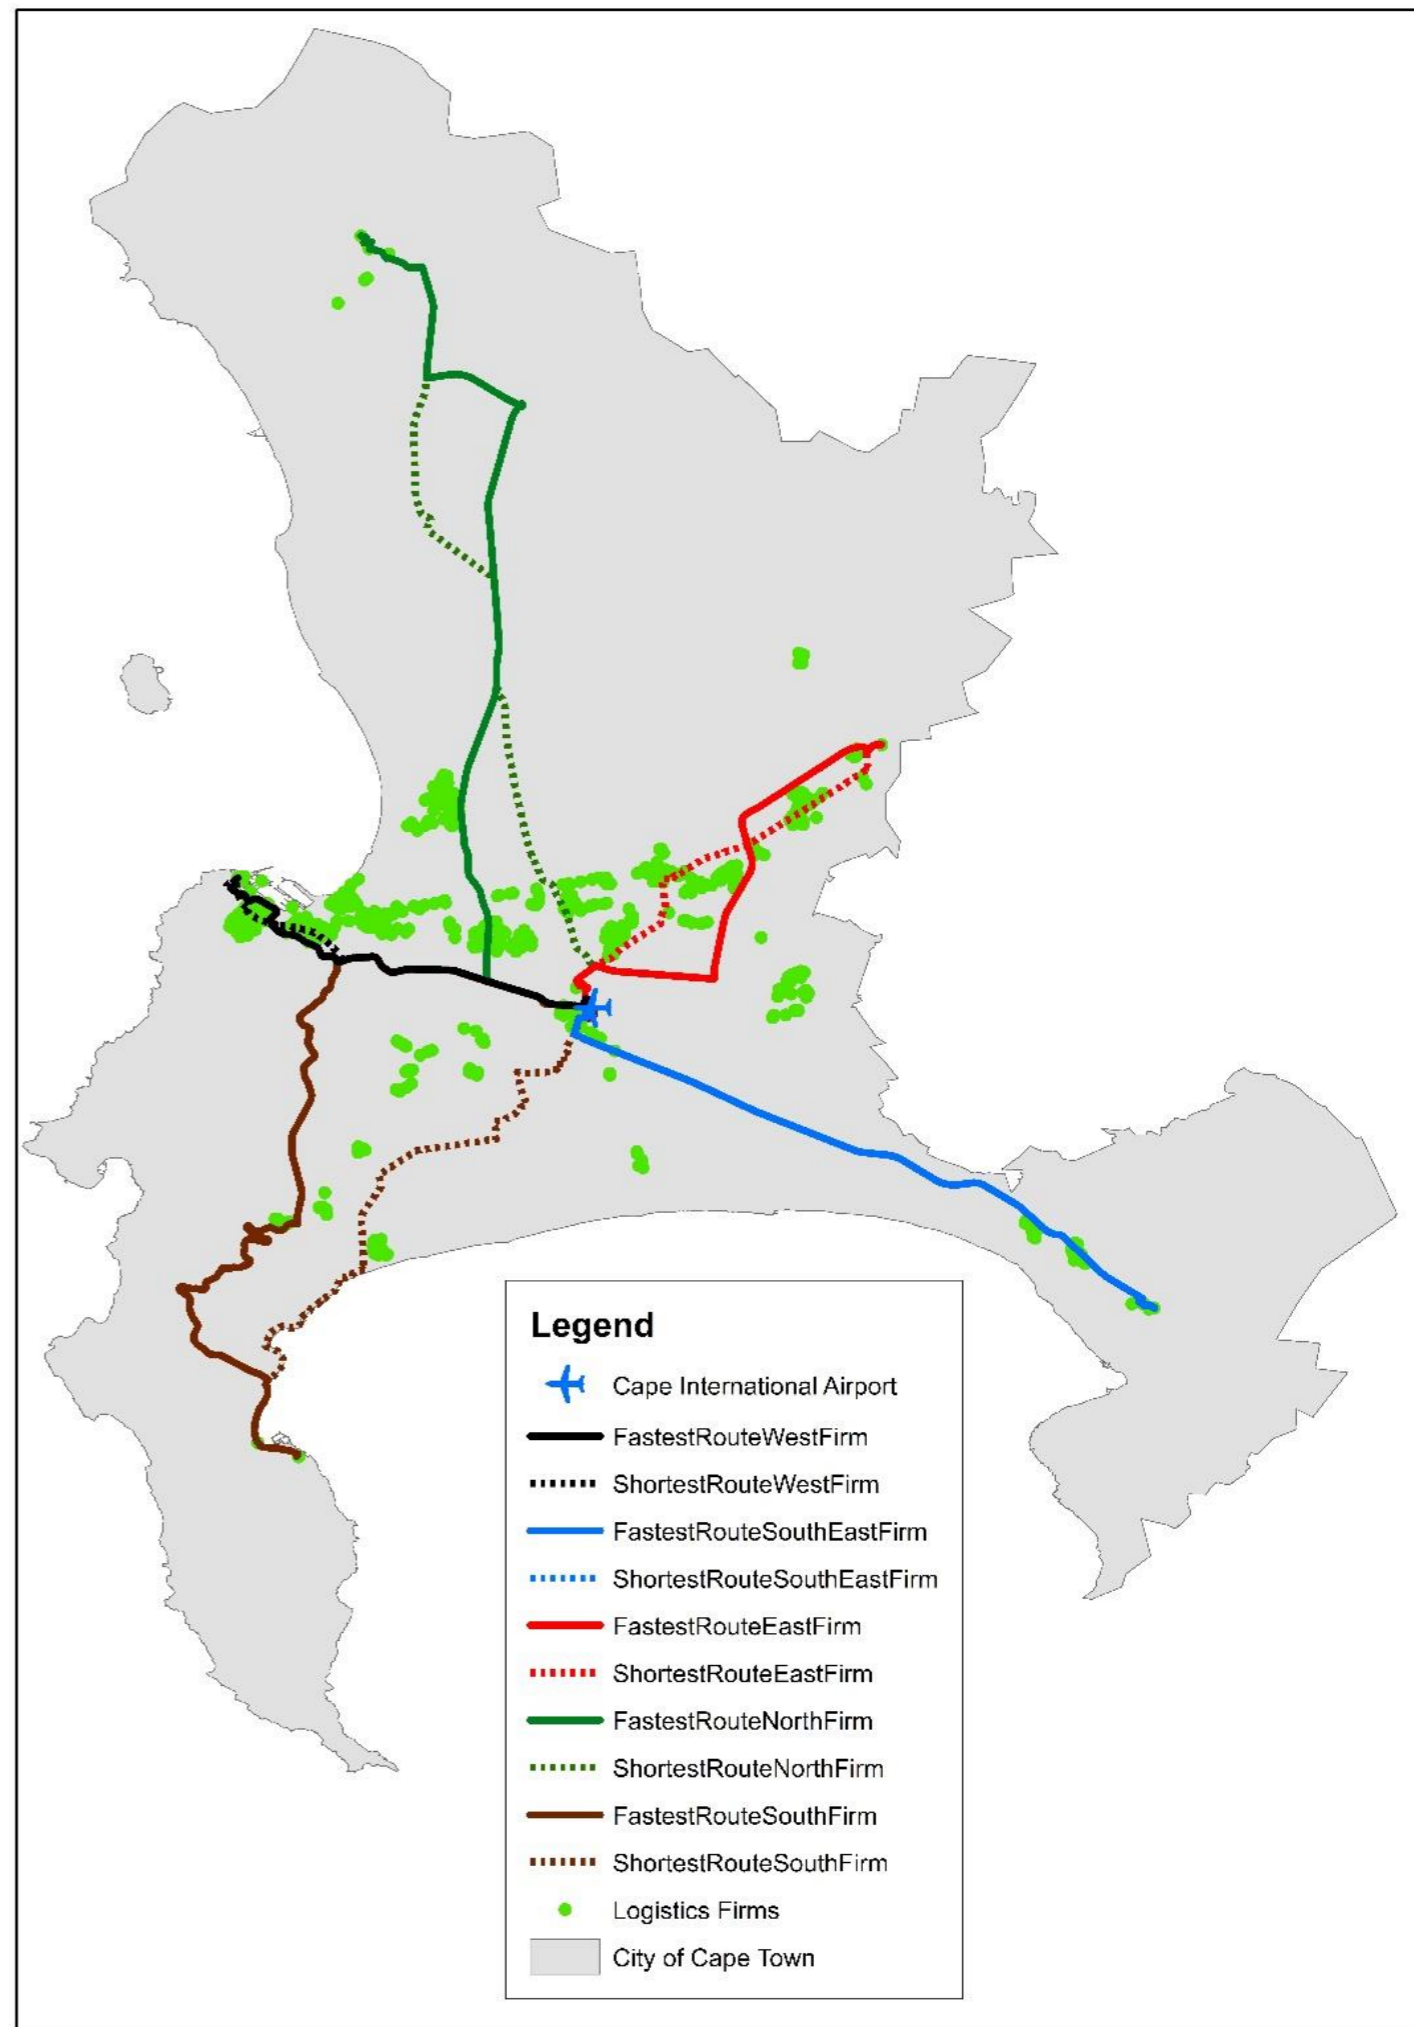 Legend
Cape International Airport
FastestRouteWestFirm
ShortestRouteWestFirm
FastestRouteSouthEastFirm
ShortestRouteSouthEastFirm
FastestRouteEastFirm
ShortestRouteEastFirm
FastestRouteNorthFirm
ShortestRouteNorthFirm
FastestRouteSouthFirm
ShortestRouteSouthFirm
Logistics Firms
City of Cape Town